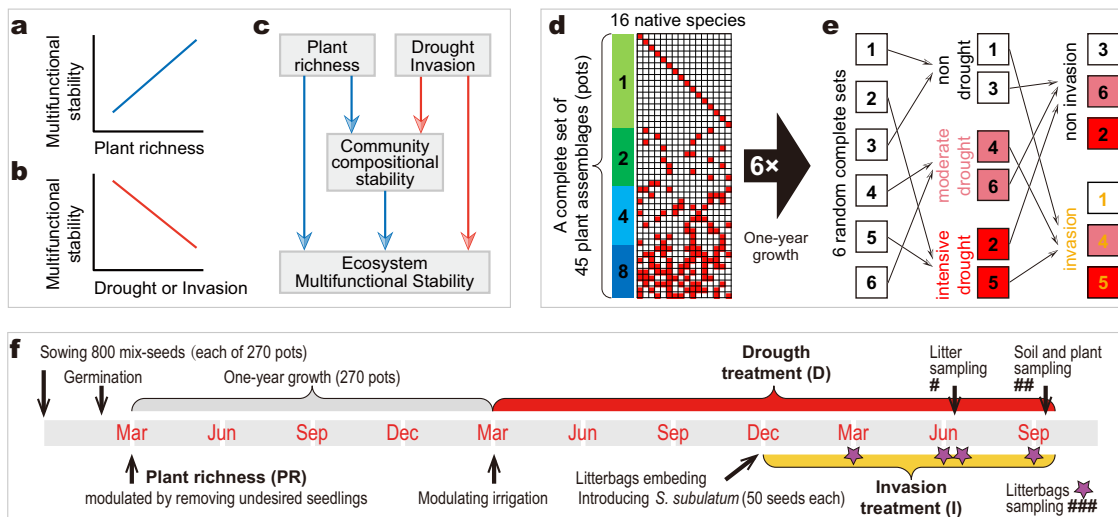 a
Multifunctional
stability
Plant richness
b
Multifunctional
stability
Drought or Invasion
c
Plant
richness
Drought
Invasion
Community
compositional
stability
Ecosystem
Multifunctional Stability
d
16 native species
A complete set of
45 plant assemblages (pots)
1
2
4
8
6×
One-year
growth
e
6 random complete sets
1
2
3
4
5
6
non
drought
1
3
moderate
drought
4
6
intensive
drought
2
5
non invasion
3
6
2
invasion
1
4
5
f
Sowing 800 mix-seeds (each of 270 pots)
Germination
One-year growth (270 pots)
Drougth
treatment (D)
Litter
sampling
#
Soil and plant
sampling
##
Mar Jun Sep Dec Mar Jun Sep Dec Mar Jun Sep
Plant richness (PR)
modulated by removing undesired seedlings
Modulating irrigation
Litterbags embeding
Introducing S. subulatum (50 seeds each)
Invasion
treatment (I)
Litterbags
sampling ###